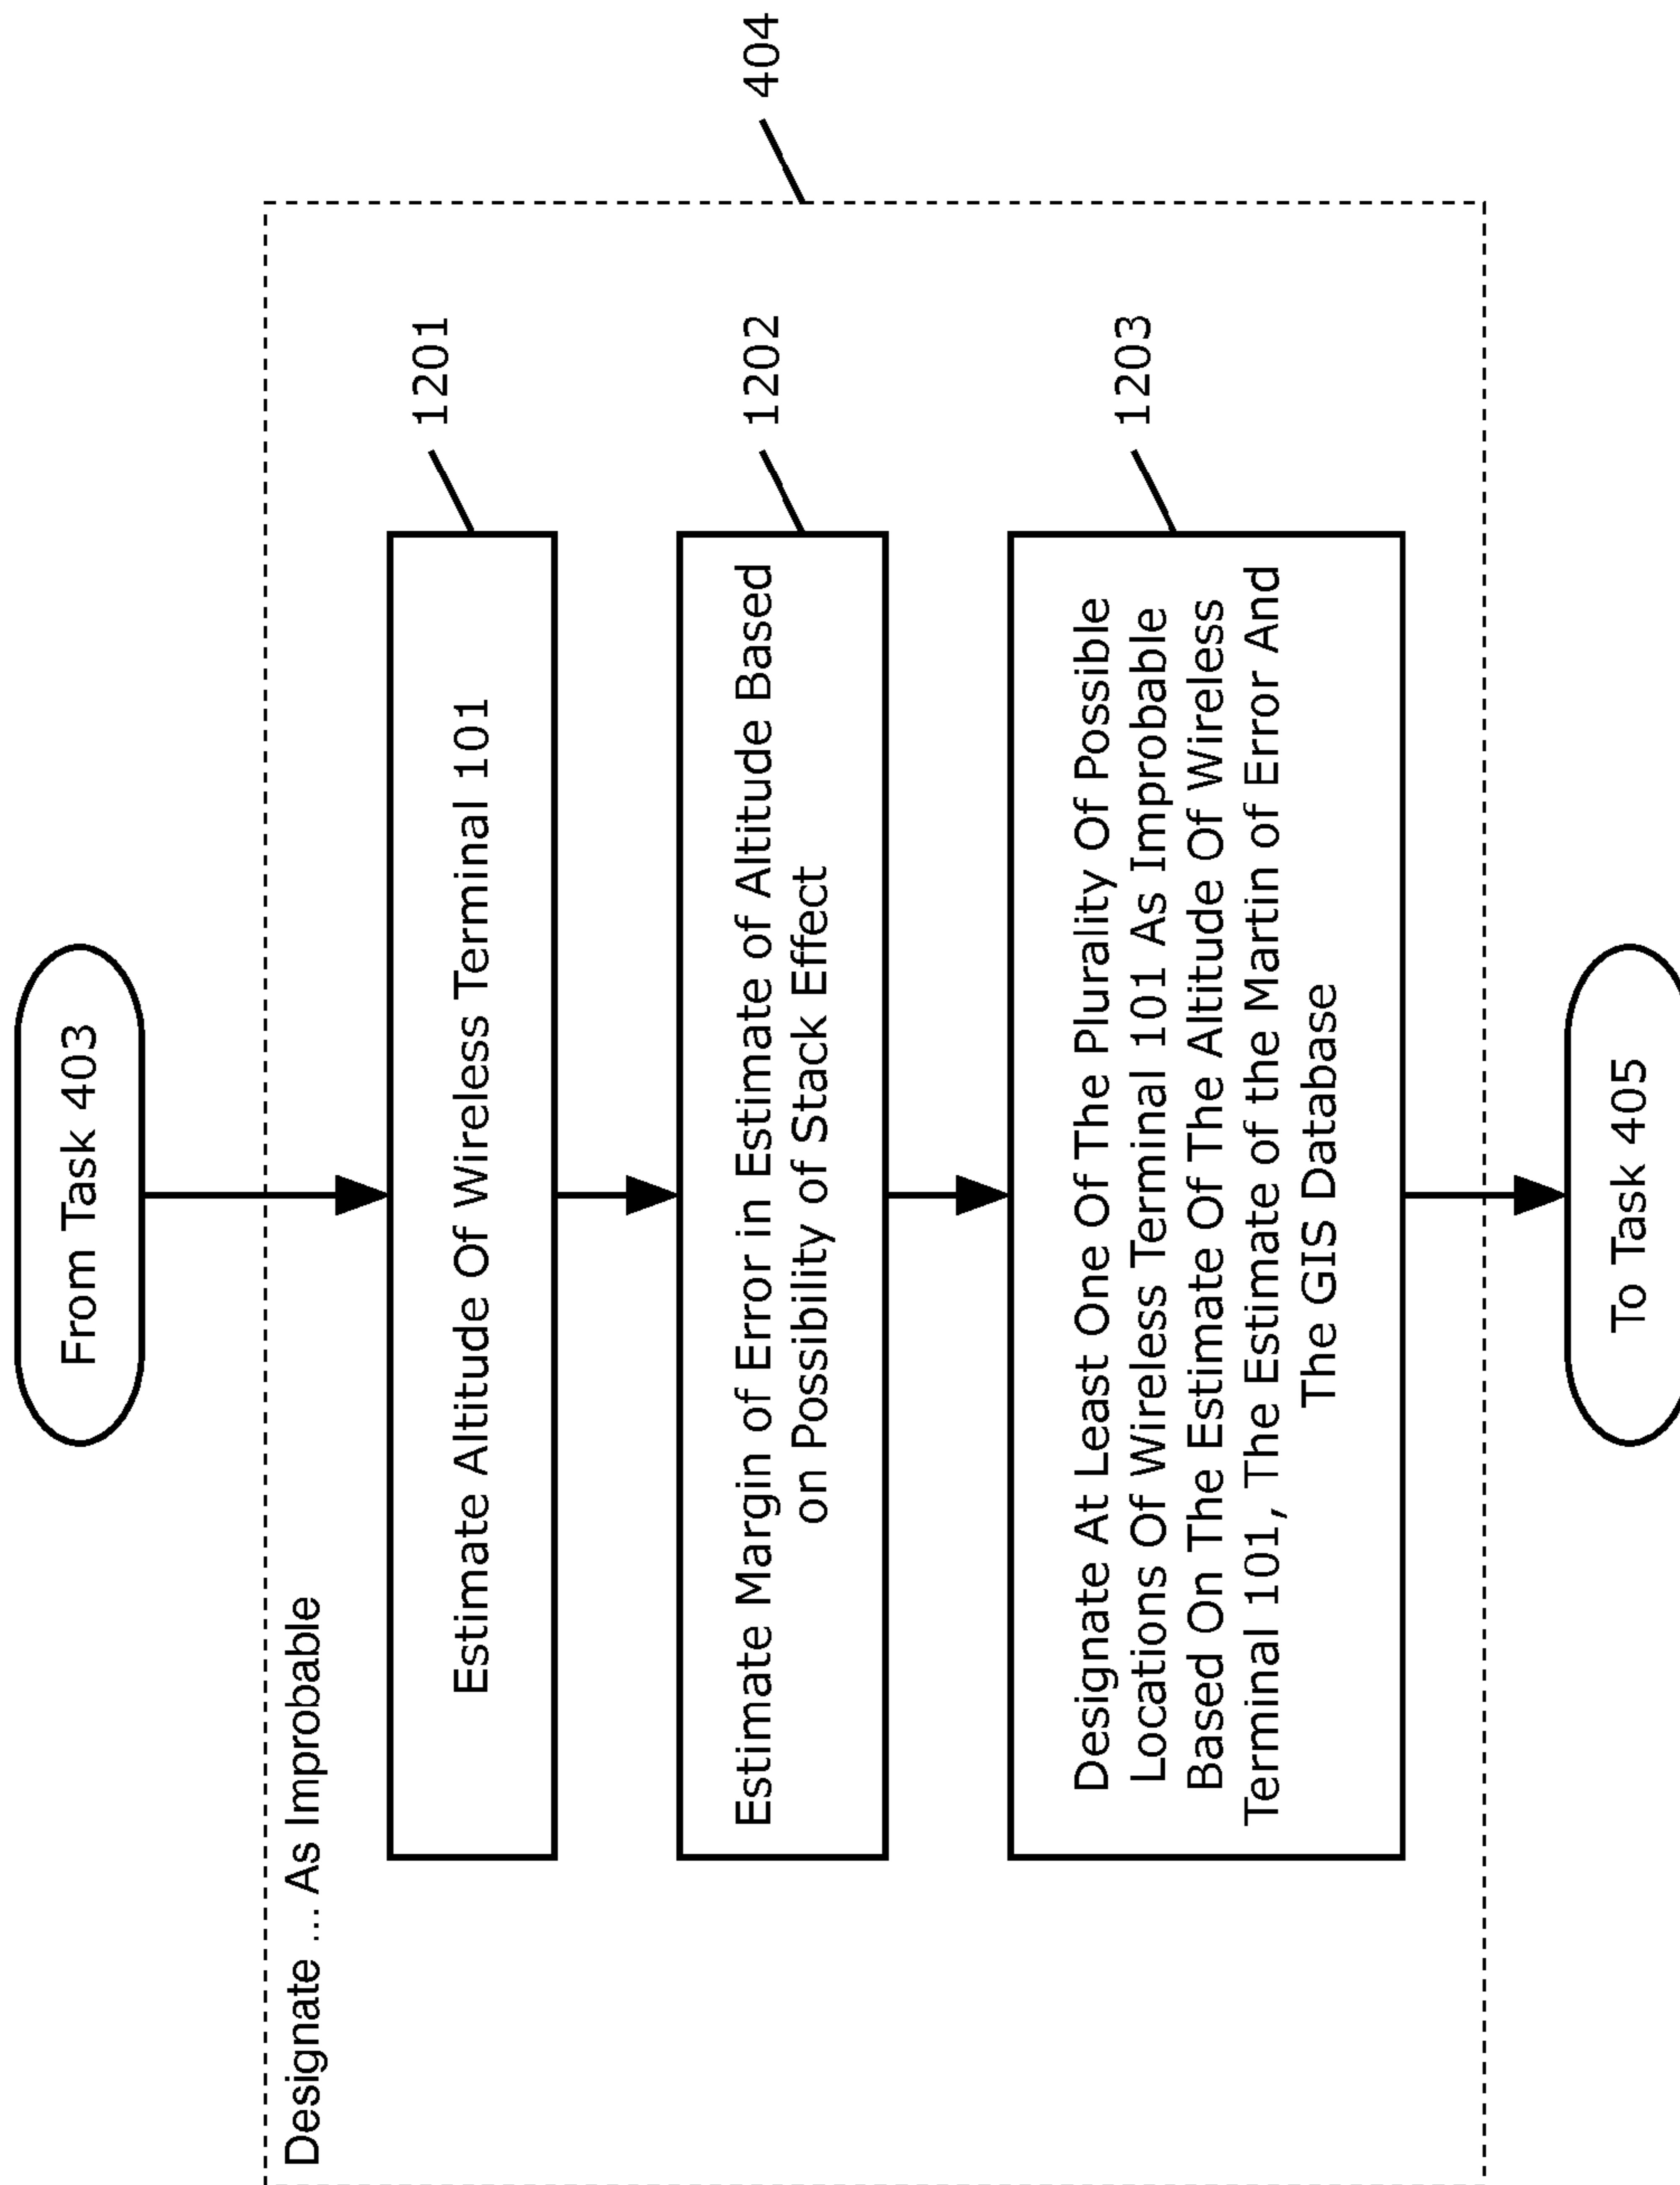 From Task 403
Designate ... As Improbable
404
Estimate Altitude Of Wireless Terminal 101
1201
Estimate Margin of Error in Estimate of Altitude Based
on Possibility of Stack Effect
1202
Designate At Least One Of The Plurality Of Possible
Locations Of Wireless Terminal 101 As Improbable
Based On The Estimate Of The Altitude Of Wireless
Terminal 101, The Estimate of the Martin of Error And
The GIS Database
1203
To Task 405